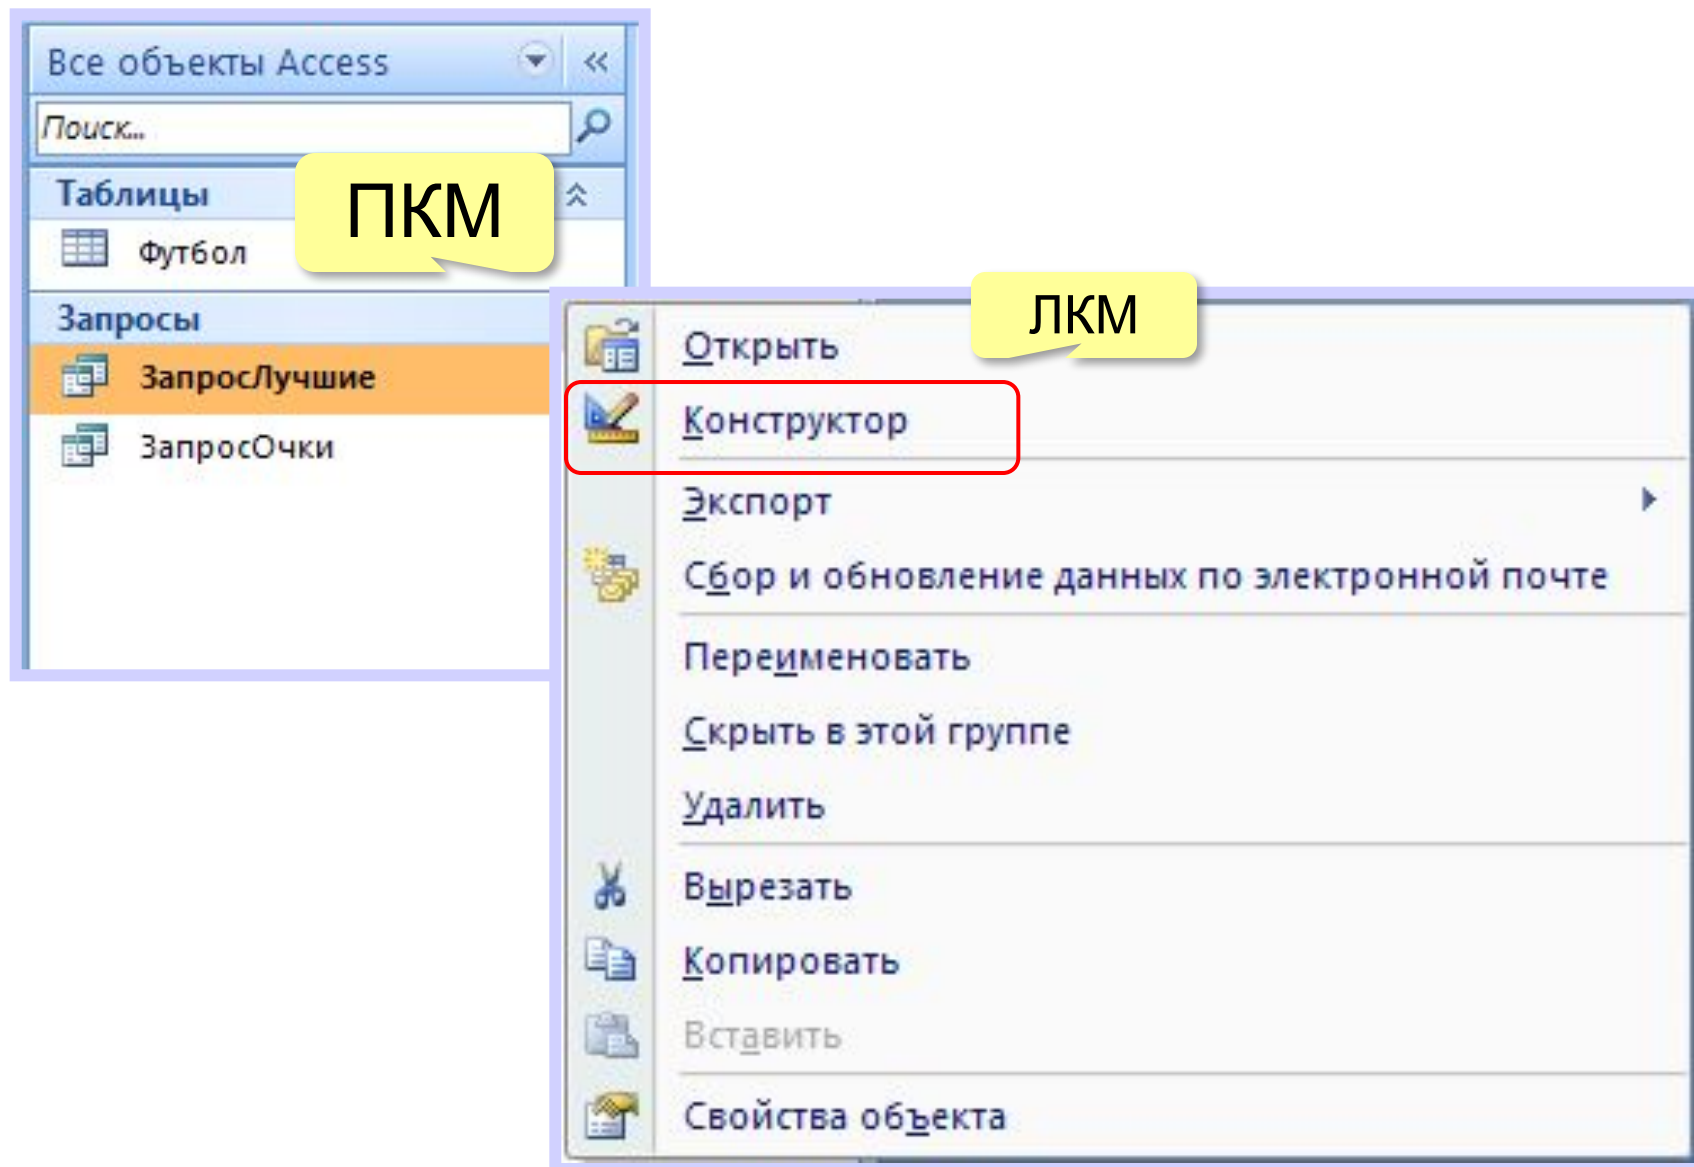 Все объекты Access
Поиск...
Таблицы
ПКМ
Футбол
Запросы
ЗапросЛучшие
ЗапросОчки
ЛКМ
Открыть
Конструктор
Экспорт
Сбор и обновление данных по электронной почте
Переименовать
Скрыть в этой группе
Удалить
Вырезать
Копировать
Вставить
Свойства объекта